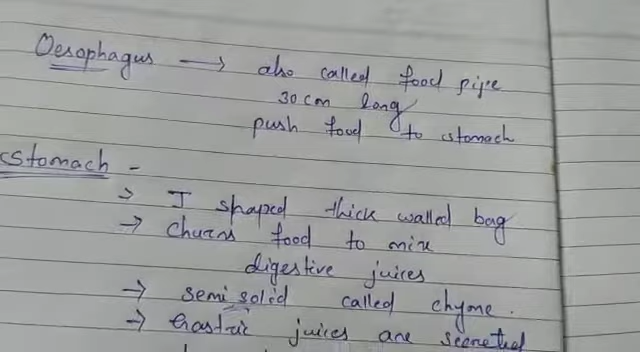 Oesophagus → also called food pipe
30 cm long
push food to stomach
Stomach -
→ J shaped thick walled bag
→ Churns food to mix
digestive juices
→ semi solid called chyme.
→ Gastric juices are secreted